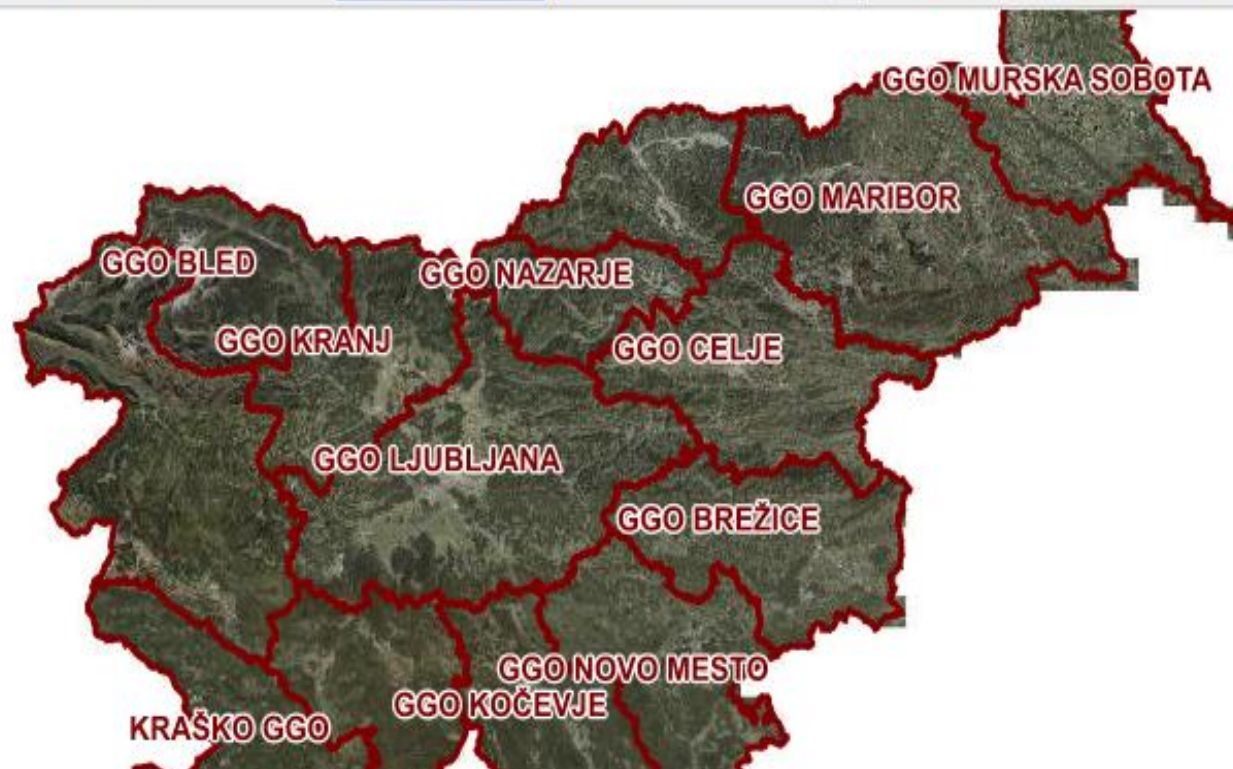 GGO MURSKA SOBOTA
GGO MARIBOR
GGO BLED
GGO NAZARJE
GGO KRANJ
GGO CELJE
GGO LJUBLJANA
GGO BREŽICE
GGO NOVO MESTO
GGO KOČEVJE
KRAŠKO GGO